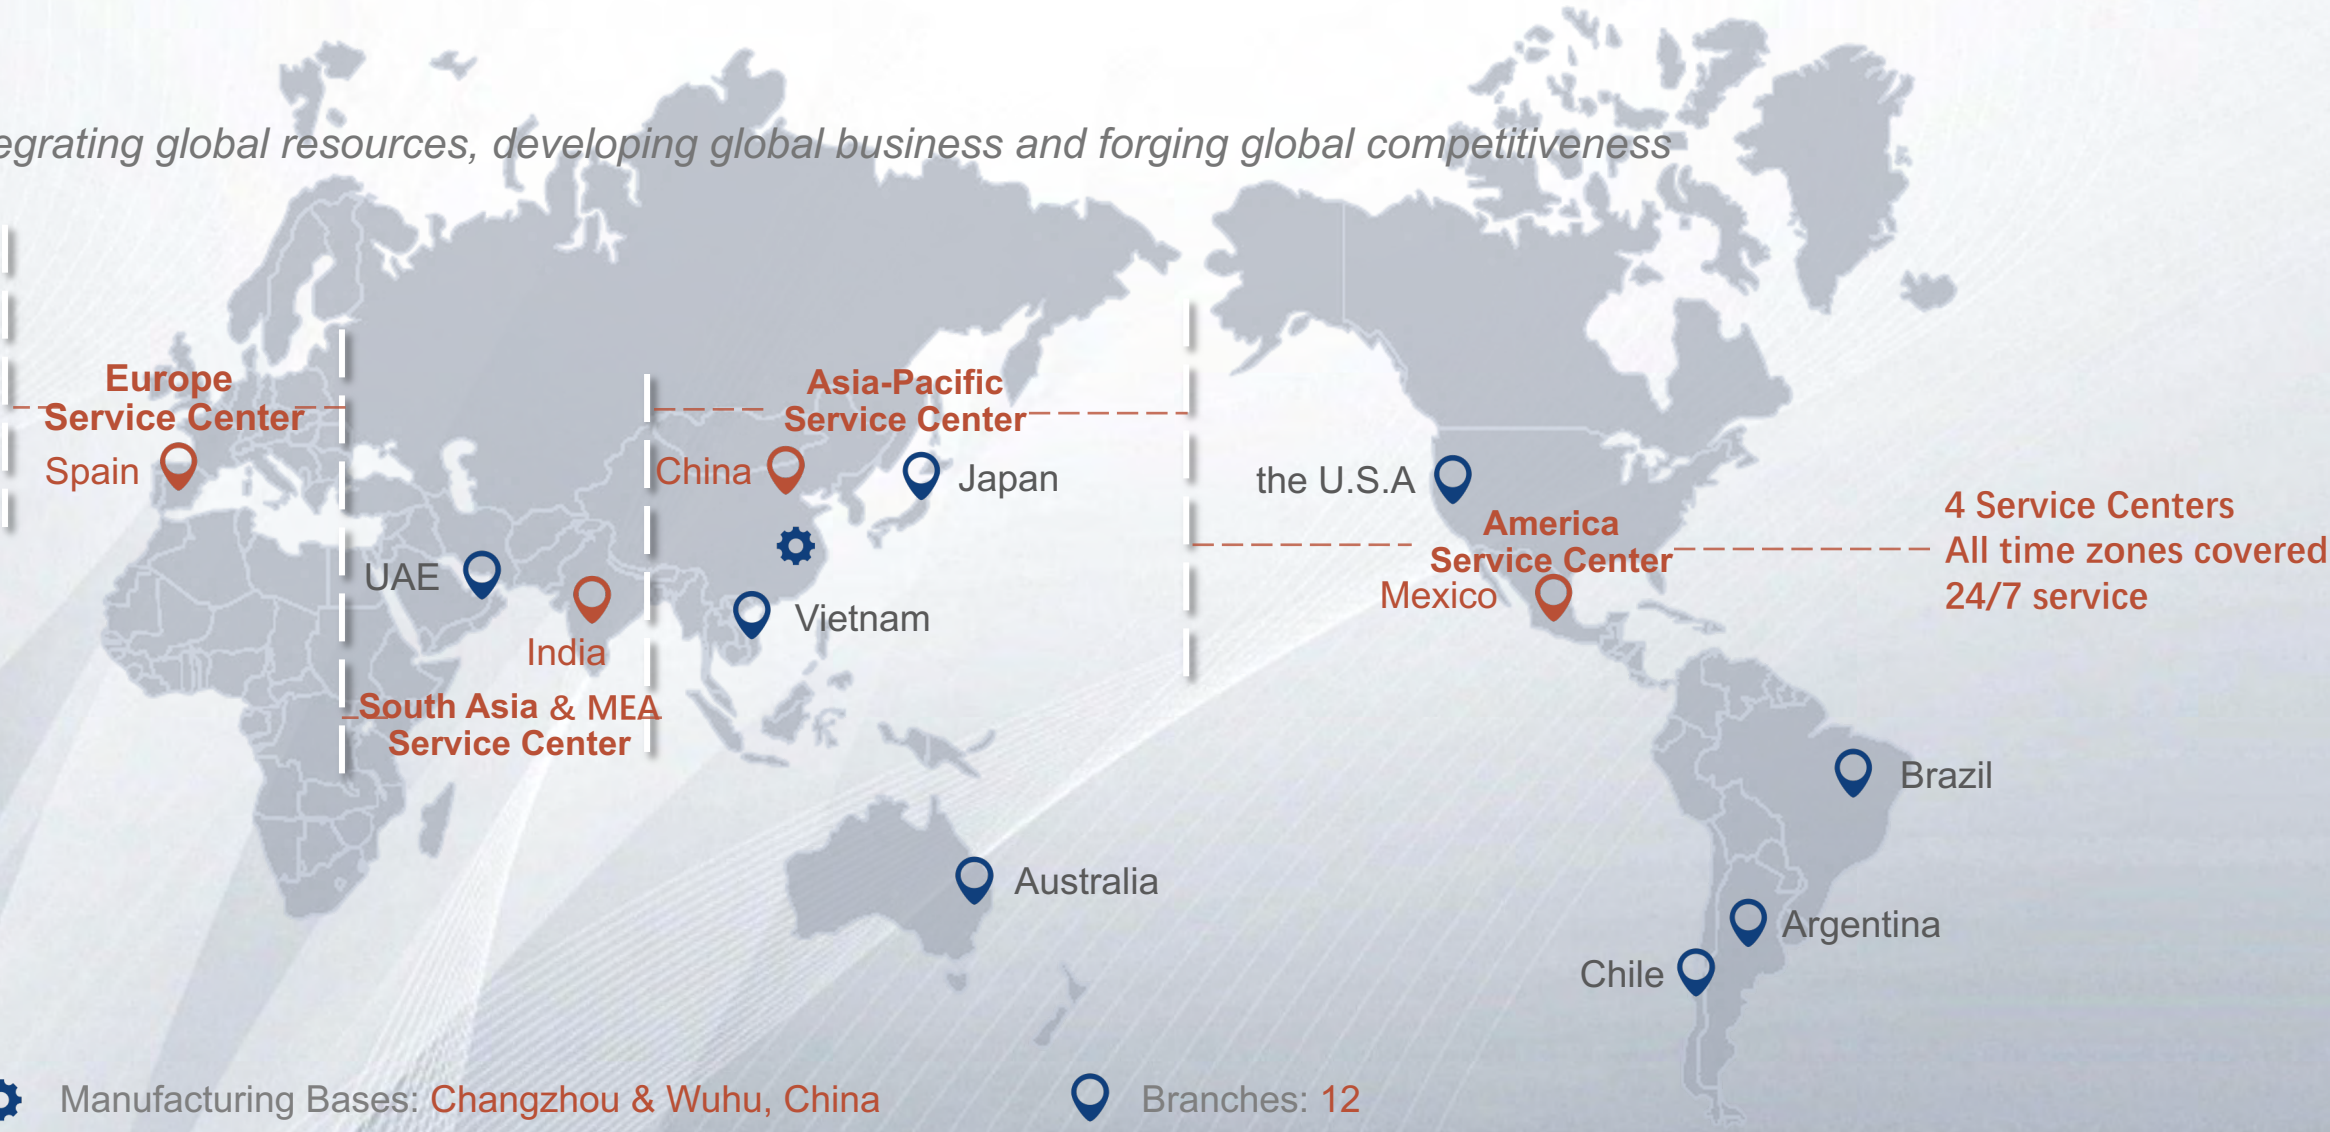 egrating global resources, developing global business and forging global competitiveness
Europe
Service Center
Spain
Asia-Pacific
Service Center
China
Japan
the U.S.A
America
Service Center
Mexico
4 Service Centers
All time zones covered
24/7 service
UAE
India
Vietnam
South Asia & MEA
Service Center
Brazil
Australia
Argentina
Chile
Manufacturing Bases: Changzhou & Wuhu, China
Branches: 12